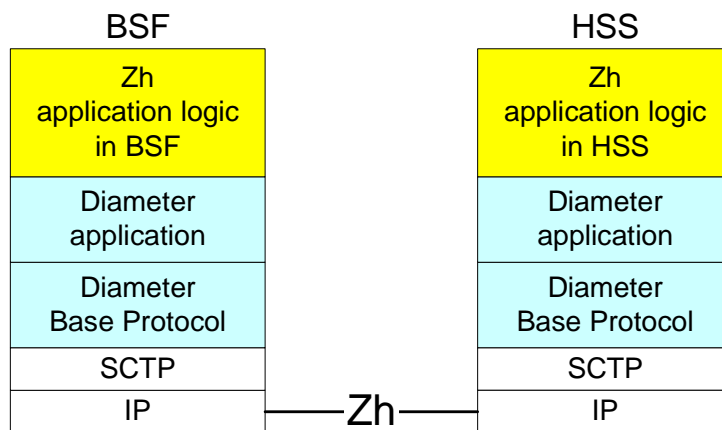 BSF
Zh
application logic
in BSF
Diameter
application
Diameter
Base Protocol
SCTP
IP
Zh
HSS
Zh
application logic
in HSS
Diameter
application
Diameter
Base Protocol
SCTP
IP